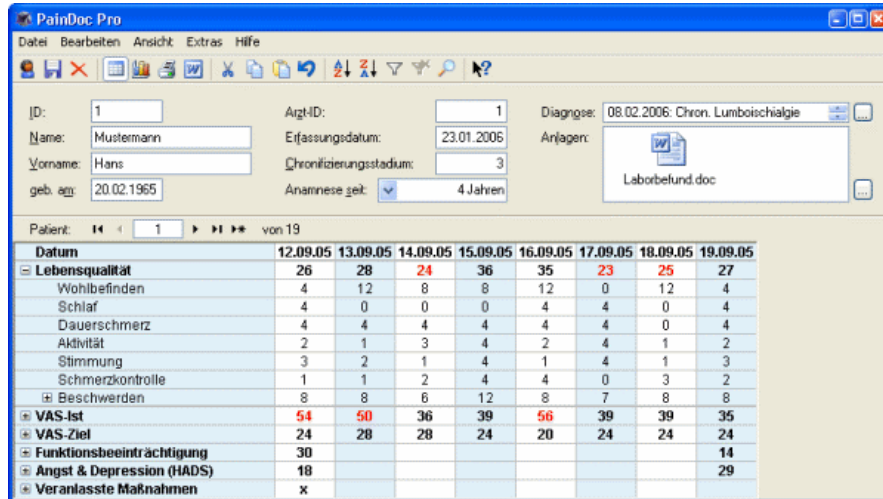 PainDoc Pro
Datei Bearbeiten Ansicht Extras Hilfe
ID: 1 Arzt-ID: 1 Diagnose: 08.02.2006: Chron. Lumboischialgie
Name: Mustermann Erfassungsdatum: 23.01.2006 Anlagen:
Vorname: Hans Chronifizierungsstadium: 3 Laborbefund.doc
geb. am: 20.02.1965 Anamnese seit: 4 Jahren
Patient: 1 von 19
Datum 12.09.05 13.09.05 14.09.05 15.09.05 16.09.05 17.09.05 18.09.05 19.09.05
Lebensqualität 26 28 24 36 35 23 25 27
Wohlbefinden 4 12 8 8 12 0 12 4
Schlaf 4 0 0 0 4 4 0 4
Dauerschmerz 4 4 4 4 4 4 0 4
Aktivität 2 1 3 4 2 4 1 2
Stimmung 3 2 1 4 1 4 1 3
Schmerzkontrolle 1 1 2 4 4 0 3 2
Beschwerden 8 8 6 12 8 7 8 8
VAS-Ist 54 50 36 39 56 39 39 35
VAS-Ziel 24 28 28 24 20 24 24 24
Funktionsbeeinträchtigung 30 14
Angst & Depression (HADS) 18 29
Veranlasste Maßnahmen x